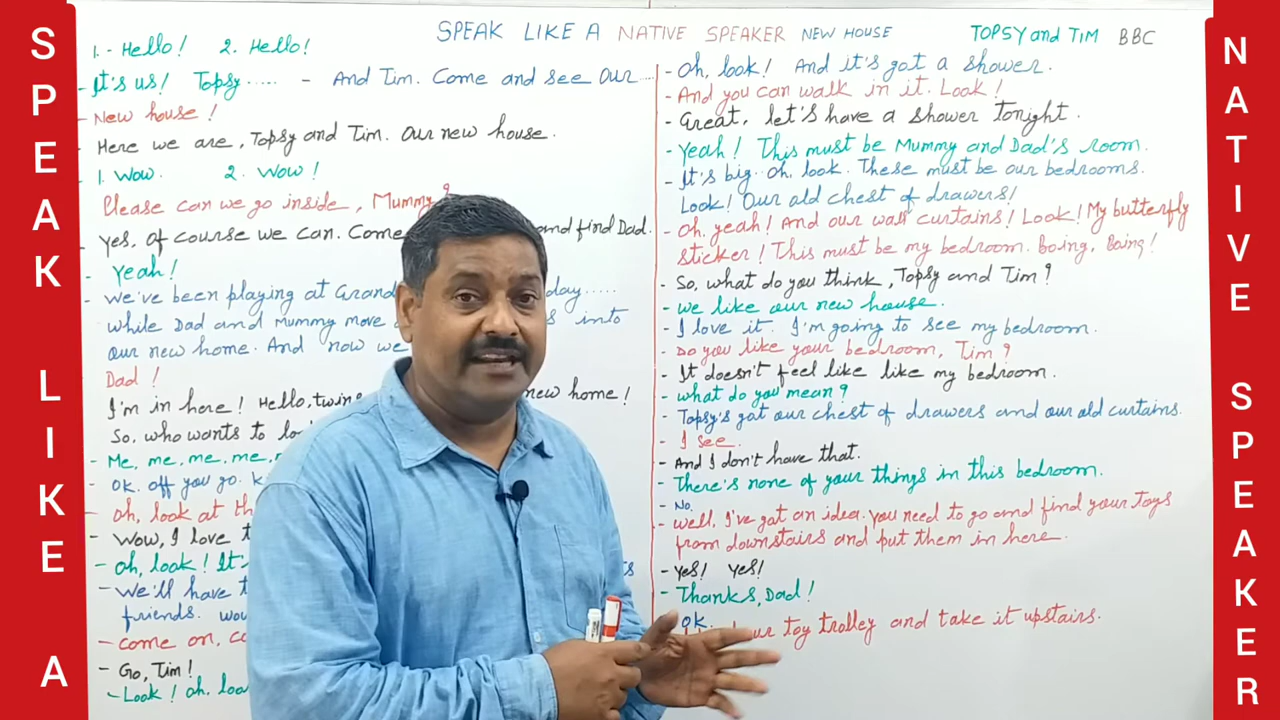 SPEAK LIKE A
SPEAK LIKE A NATIVE SPEAKER NEW HOUSE
TOPSY and TIM BBC
1. - Hello! 2. Hello!
- It's us! Topsy ..... - And Tim. Come and see our ....
- New house!
- Here we are, Topsy and Tim. Our new house.
- 1. Wow. 2. Wow!
Please can we go inside, Mummy?
- Yes, of course we can. Come and find Dad.
- Yeah!
- We've been playing at Grand day .....
while Dad and Mummy move into
our new home. And now we
Dad!
I'm in here! Hello, twins new home!
So, who wants to
- Me, me, me, me,
- OK. off you go.
- oh, look at
- Wow, I love
- oh, look! It's
- We'll have
friends.
- come on,
- Go, Tim!
- Look! oh,
- Oh, look! And it's got a shower.
- And you can walk in it. Look!
- Great, let's have a shower tonight.
- Yeah! This must be Mummy and Dad's room.
- It's big. oh, look. These must be our bedrooms.
Look! Our old chest of drawers!
- Oh, yeah! And our wall curtains! Look! My butterfly
sticker! This must be my bedroom. Boing, Boing!
- So, what do you think, Topsy and Tim?
- We like our new house.
- I love it. I'm going to see my bedroom.
- Do you like your bedroom, Tim?
- It doesn't feel like like my bedroom.
- what do you mean?
- Topsy's got our chest of drawers and our old curtains.
- I see.
- And I don't have that.
- There's none of your things in this bedroom.
- No.
- well, I've got an idea. You need to go and find your toys
from downstairs and put them in here.
- Yes! Yes!
- Thanks, Dad!
OK.
our toy trolley and take it upstairs.
NATIVE SPEAKER